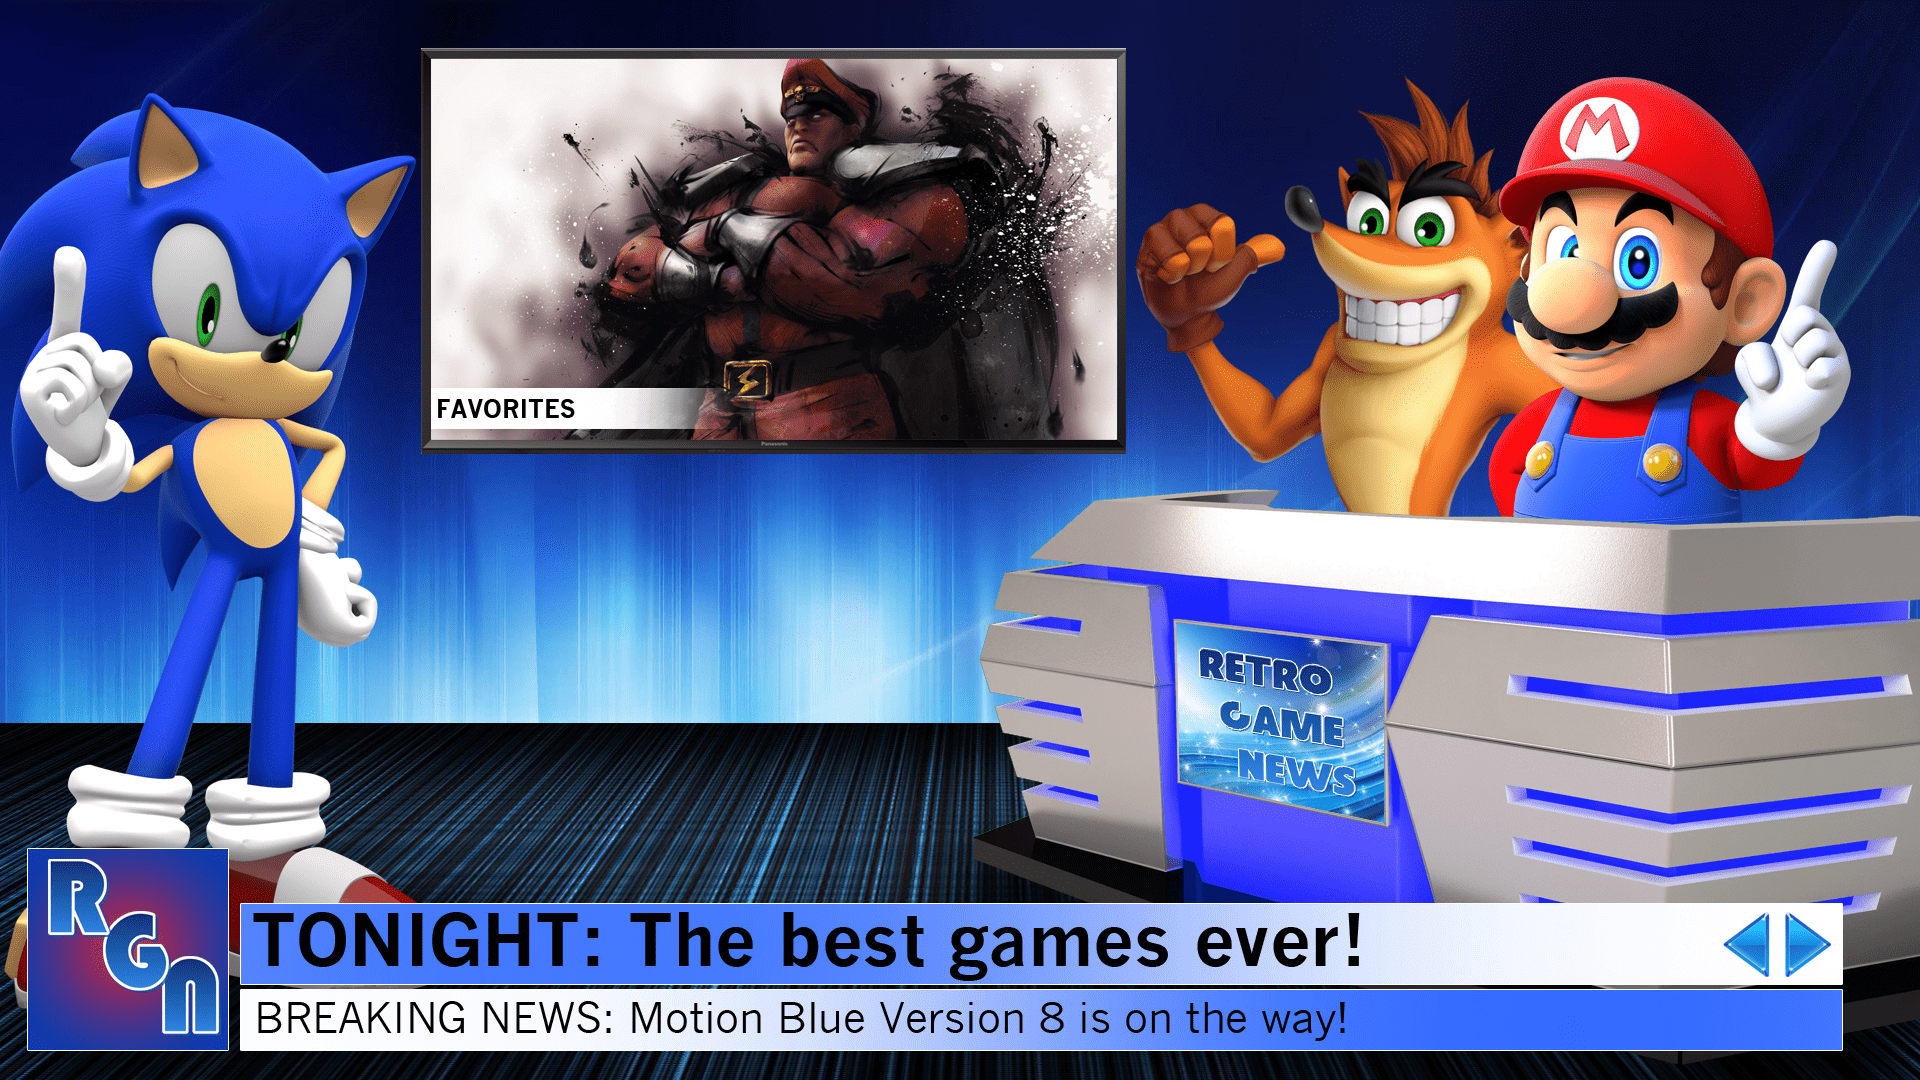 M
FAVORITES
Panasonic
RETRO
GAME
NEWS
RGn
TONIGHT: The best games ever!
BREAKING NEWS: Motion Blue Version 8 is on the way!